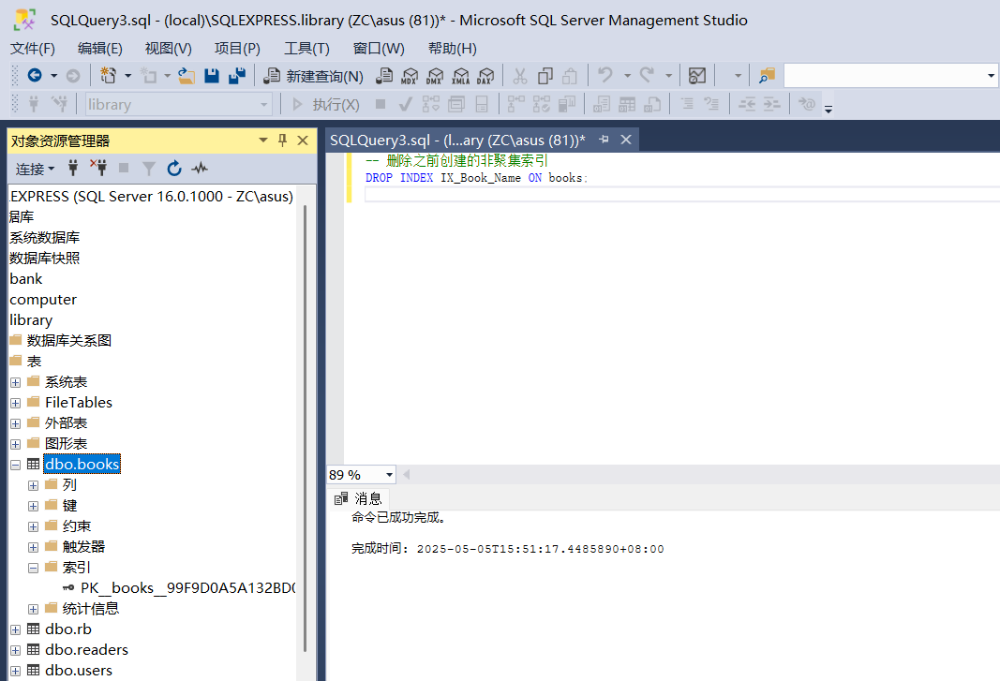 SQLQuery3.sql - (local)\SQLEXPRESS.library (ZC\asus (81))* - Microsoft SQL Server Management Studio
文件(F) 编辑(E) 视图(V) 项目(P) 工具(T) 窗口(W) 帮助(H)
新建查询(N) MDX DMX XMLA DAX
library 执行(X)
对象资源管理器
连接
EXPRESS (SQL Server 16.0.1000 - ZC\asus)
居库
系统数据库
数据库快照
bank
computer
library
数据库关系图
表
系统表
FileTables
外部表
图形表
dbo.books
列
键
约束
触发器
索引
PK__books__99F9D0A5A132BD0
统计信息
dbo.rb
dbo.readers
dbo.users
SQLQuery3.sql - (l...ary (ZC\asus (81))*
-- 删除之前创建的非聚集索引
DROP INDEX IX_Book_Name ON books;
89 %
消息
命令已成功完成。
完成时间: 2025-05-05T15:51:17.4485890+08:00